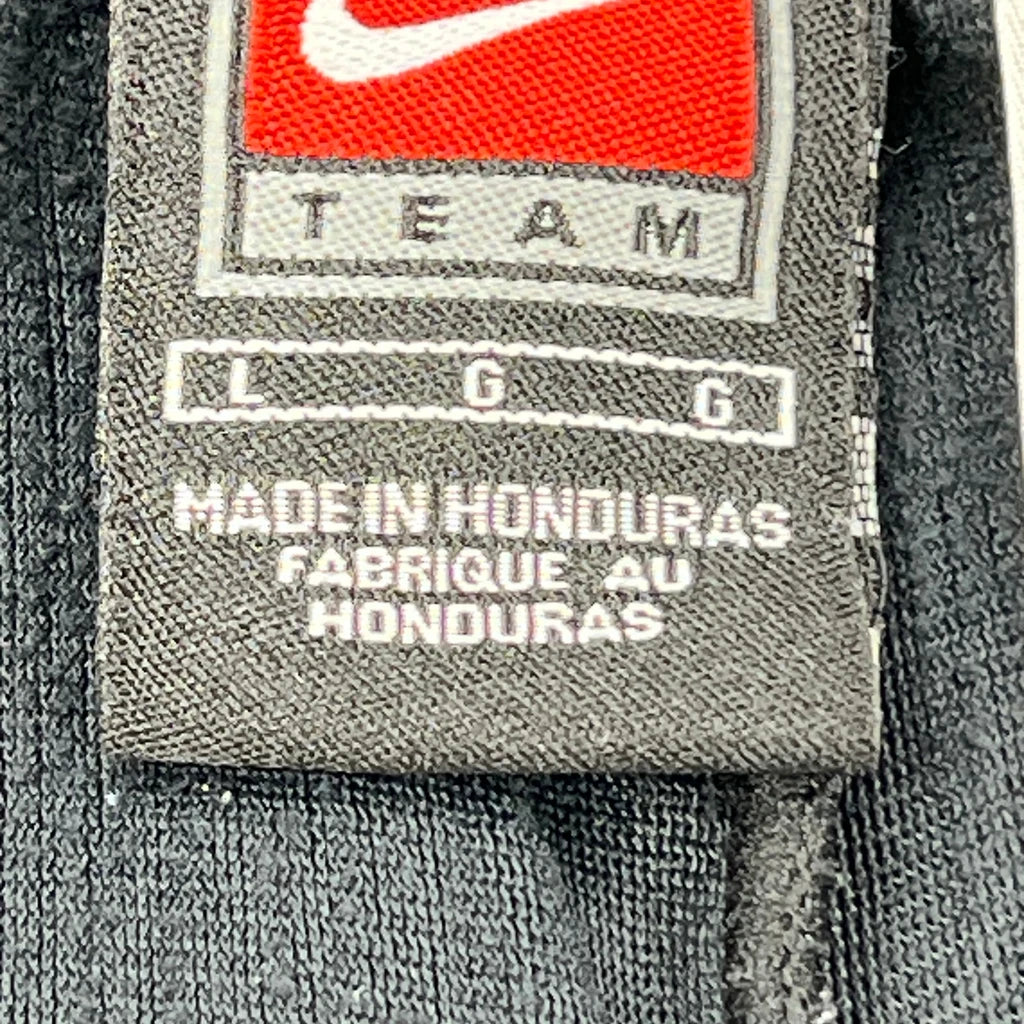 TEAM
L G G
MADE IN HONDURAS
FABRIQUE AU
HONDURAS